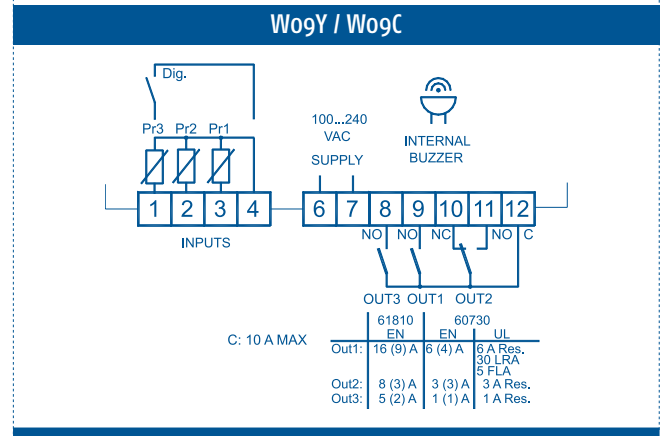 W09Y / W09C
Dig.
Pr3 Pr2 Pr1
100...240
VAC
SUPPLY
INTERNAL
BUZZER
1 2 3 4 6 7 8 9 10 11 12
INPUTS
NO NO NC NO C
OUT3 OUT1 OUT2
61810 60730
EN EN UL
C: 10 A MAX
Out1: 16 (9) A 6 (4) A 6 A Res.
30 LRA
5 FLA
Out2: 8 (3) A 3 (3) A 3 A Res.
Out3: 5 (2) A 1 (1) A 1 A Res.